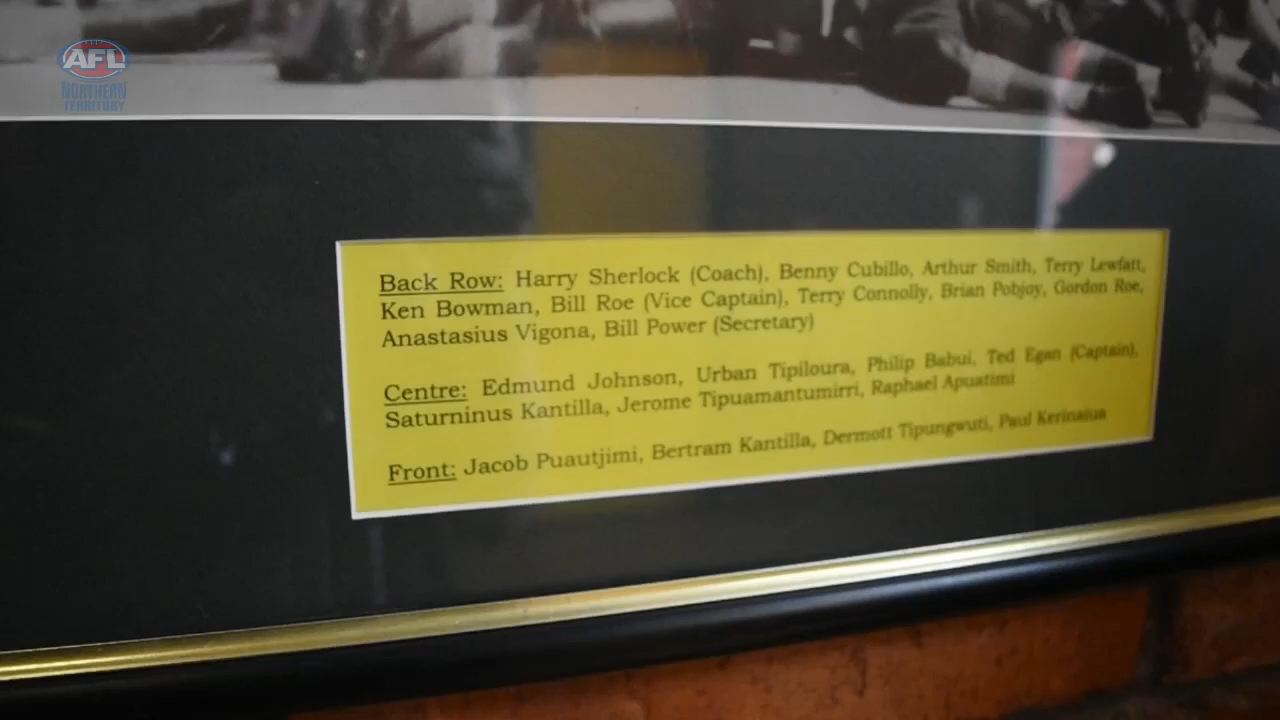 AFL
NORTHERN
TERRITORY
Back Row: Harry Sherlock (Coach), Benny Cubillo, Arthur Smith, Terry Lewfatt,
Ken Bowman, Bill Roe (Vice Captain), Terry Connolly, Brian Pobjoy, Gordon Roe,
Anastasius Vigona, Bill Power (Secretary)
Centre: Edmund Johnson, Urban Tipiloura, Philip Babui, Ted Egan (Captain),
Saturninus Kantilla, Jerome Tipuamantumirri, Raphael Apuatimi
Front: Jacob Puautjimi, Bertram Kantilla, Dermott Tipungwuti, Paul Kerinaiua